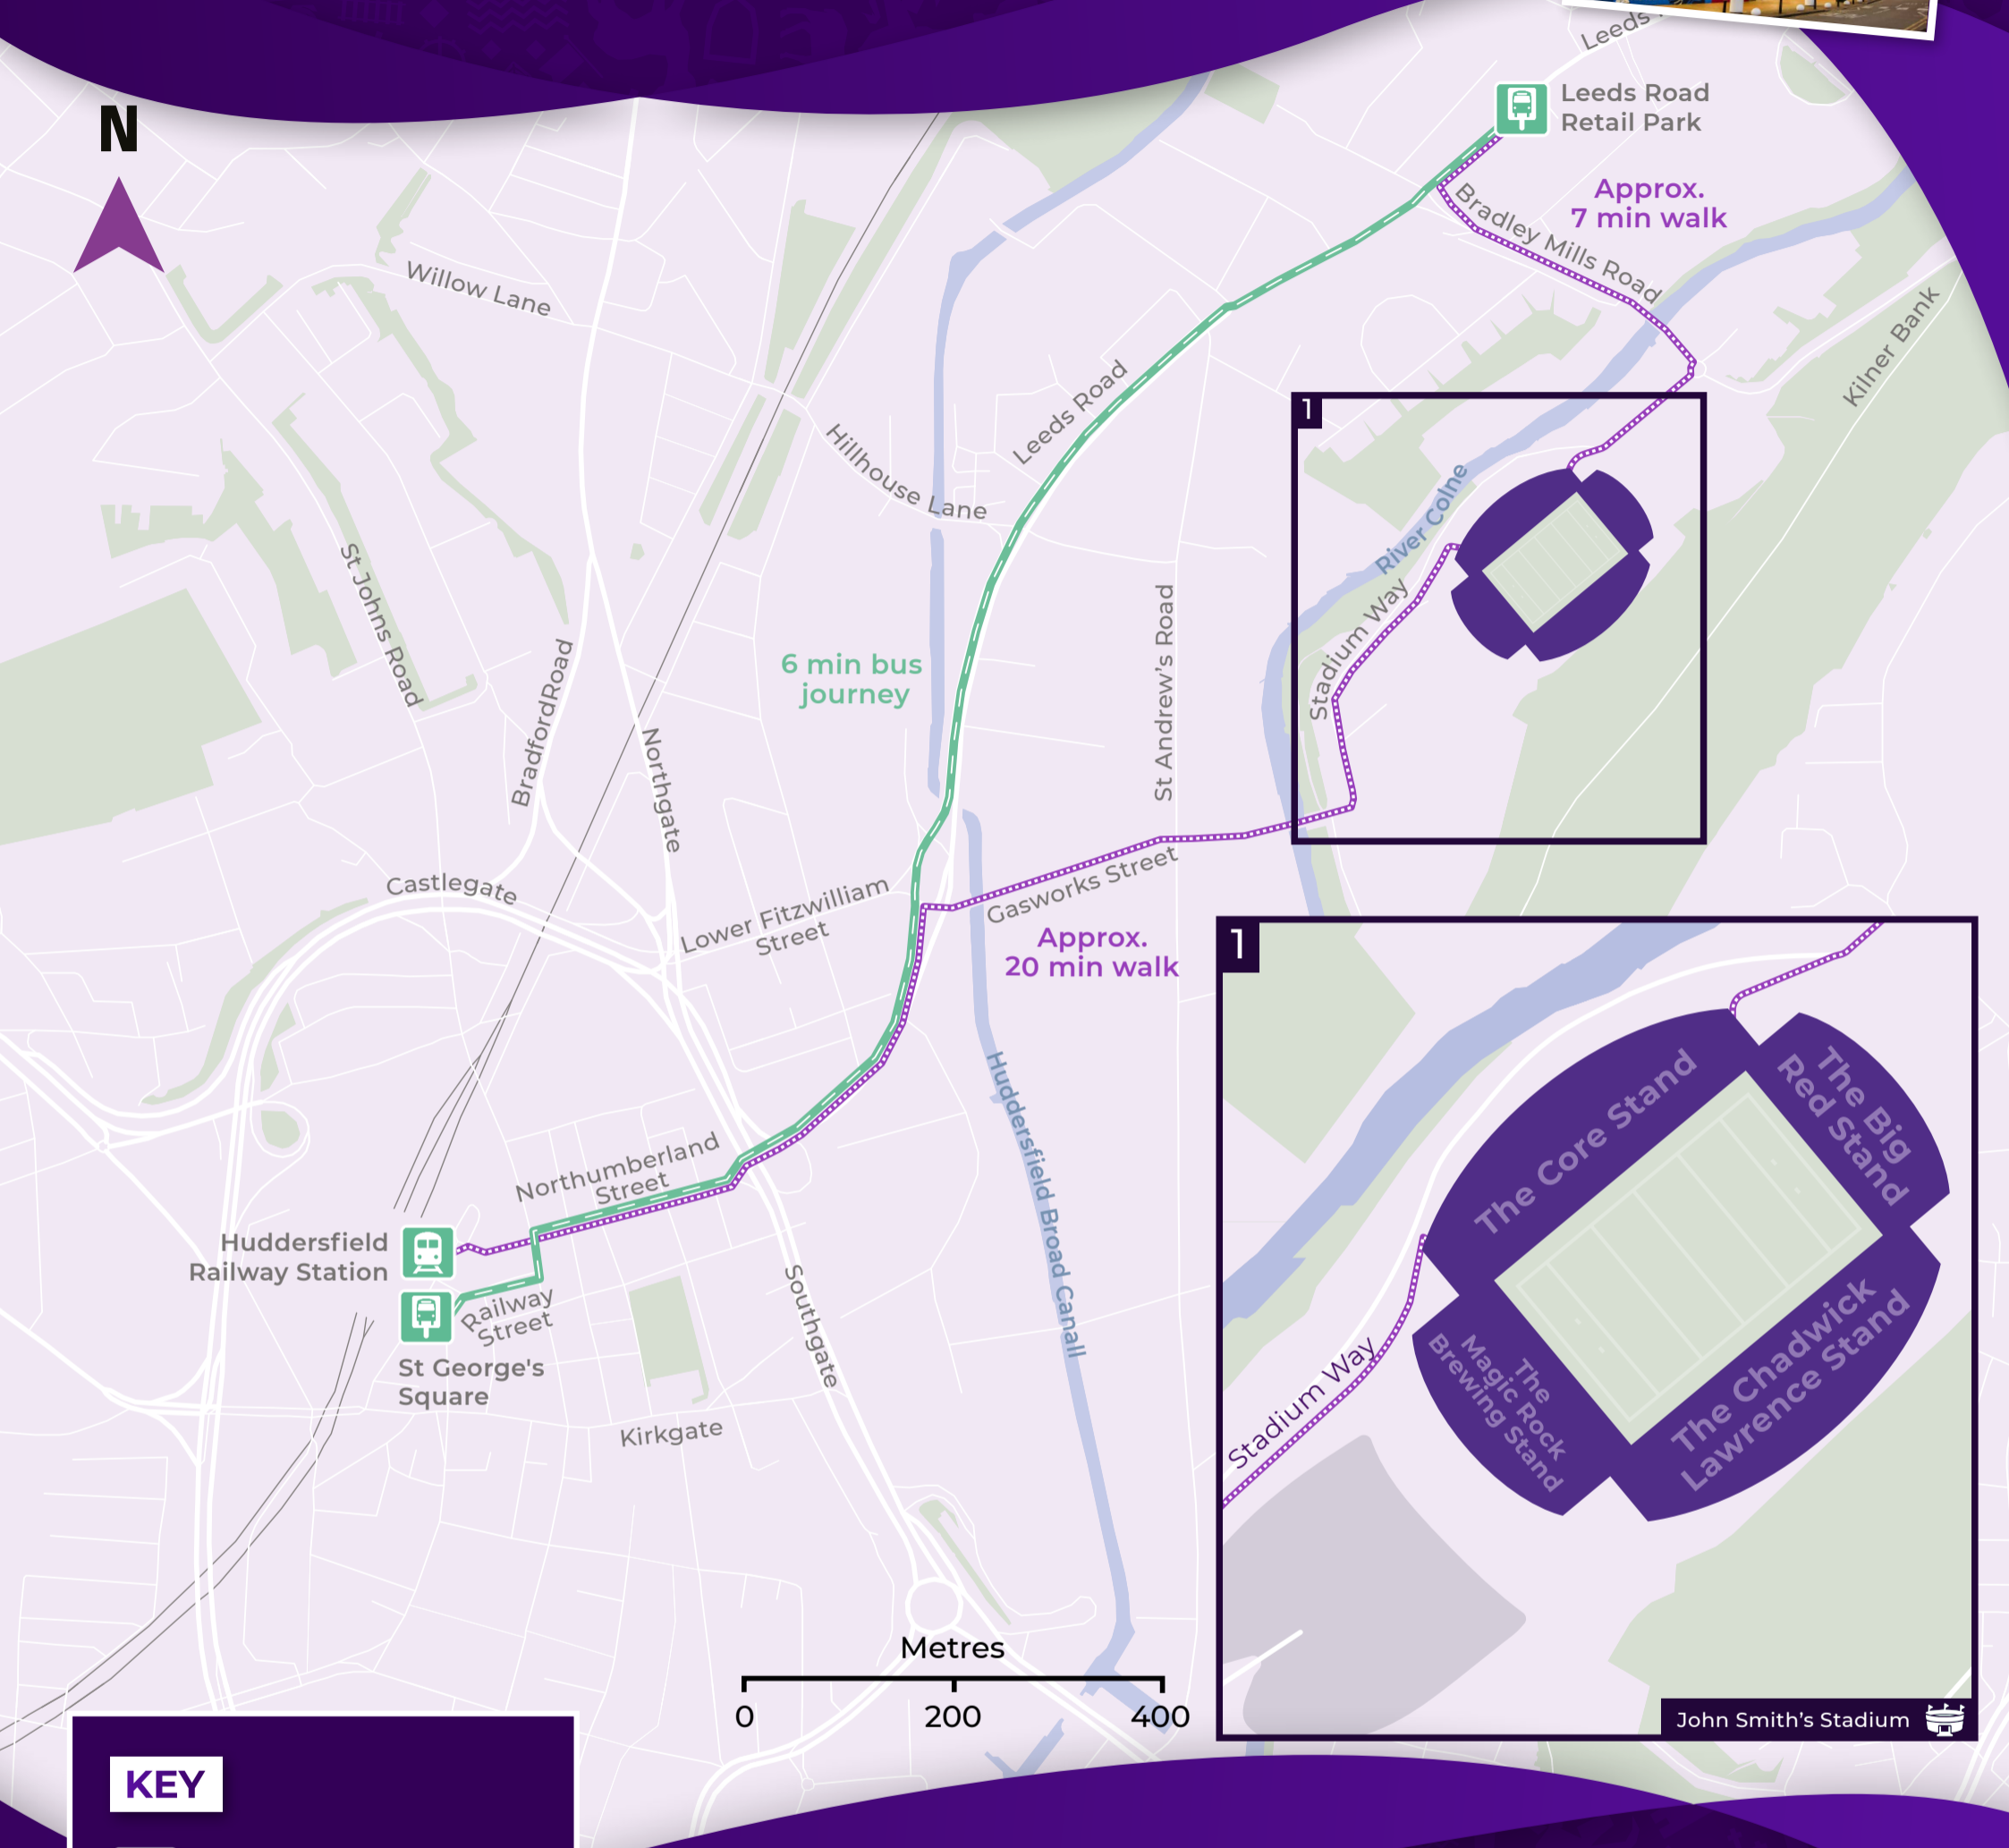 N
Leeds
Leeds Road
Retail Park
Approx.
7 min walk
Bradley Mills Road
Willow Lane
Kilner Bank
Leeds Road
Hillhouse Lane
1
River Colne
Stadium Way
St Johns Road
St Andrew's Road
6 min bus
journey
BradfordRoad
Northgate
Castlegate
Lower Fitzwilliam
Street
Gasworks Street
Approx.
20 min walk
Huddersfield Broad Canall
Northumberland
Street
Huddersfield
Railway Station
Railway
Street
St George's
Square
Southgate
Kirkgate
1
The Core Stand
The Big
Red Stand
The Chadwick
Lawrence Stand
The
Magic Rock
Brewing Stand
Stadium Way
John Smith's Stadium
Metres
0 200 400
KEY